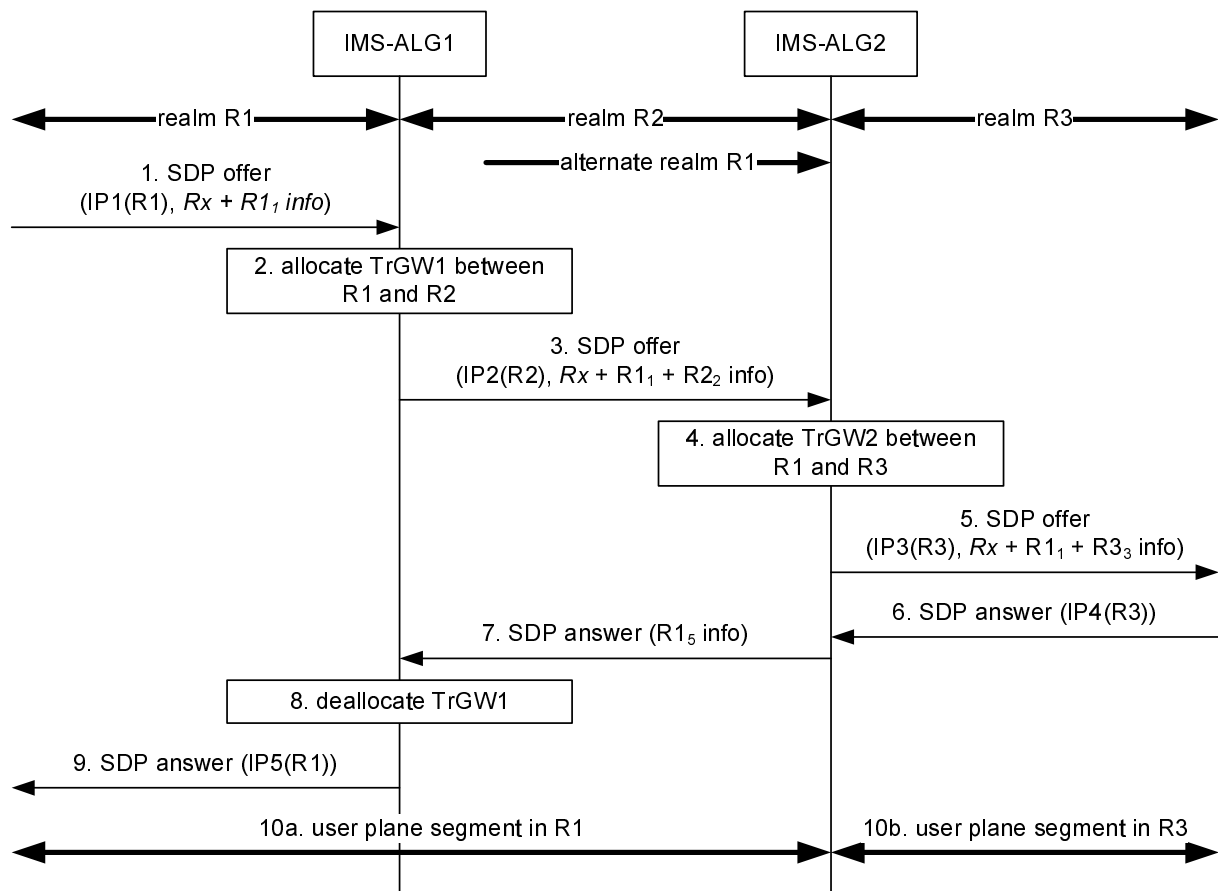 IMS-ALG1
IMS-ALG2
realm R1
realm R2
realm R3
alternate realm R1
1. SDP offer
(IP1(R1), Rx + R1₁ info)
2. allocate TrGW1 between
R1 and R2
3. SDP offer
(IP2(R2), Rx + R1₁ + R2₂ info)
4. allocate TrGW2 between
R1 and R3
5. SDP offer
(IP3(R3), Rx + R1₁ + R3₃ info)
6. SDP answer (IP4(R3))
7. SDP answer (R1₅ info)
8. deallocate TrGW1
9. SDP answer (IP5(R1))
10a. user plane segment in R1
10b. user plane segment in R3